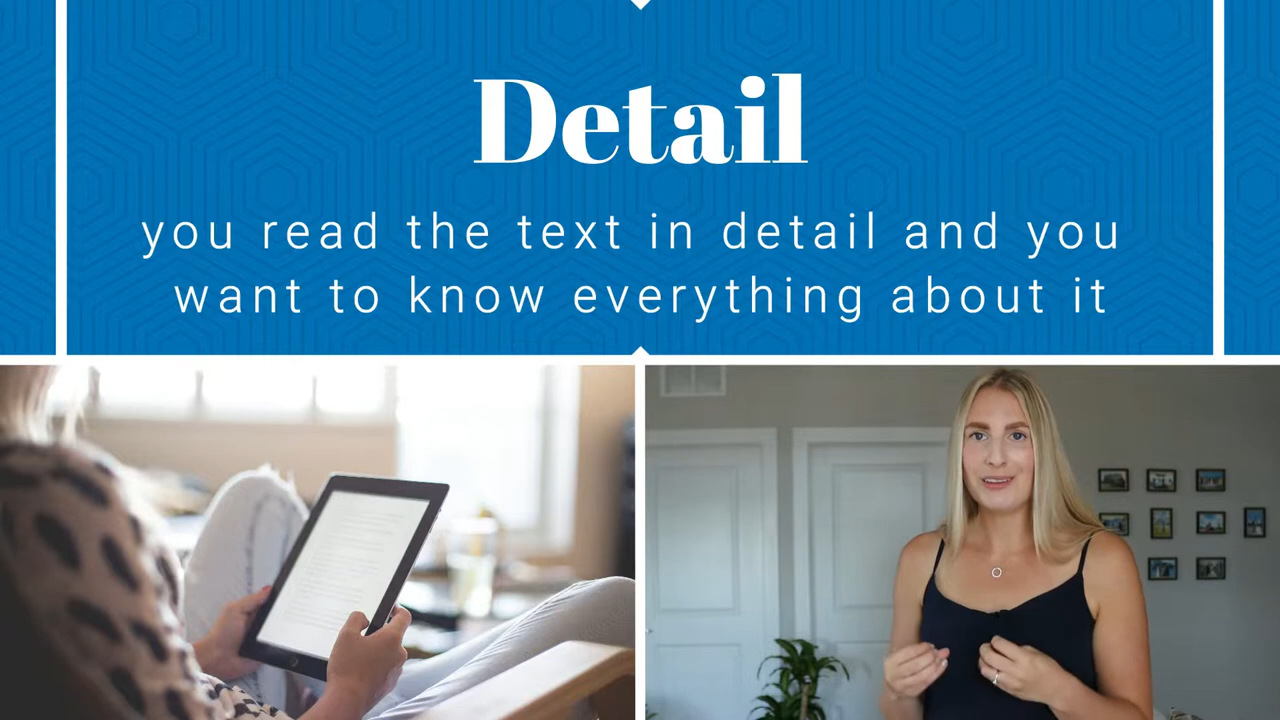 Detail
you read the text in detail and you
want to know everything about it